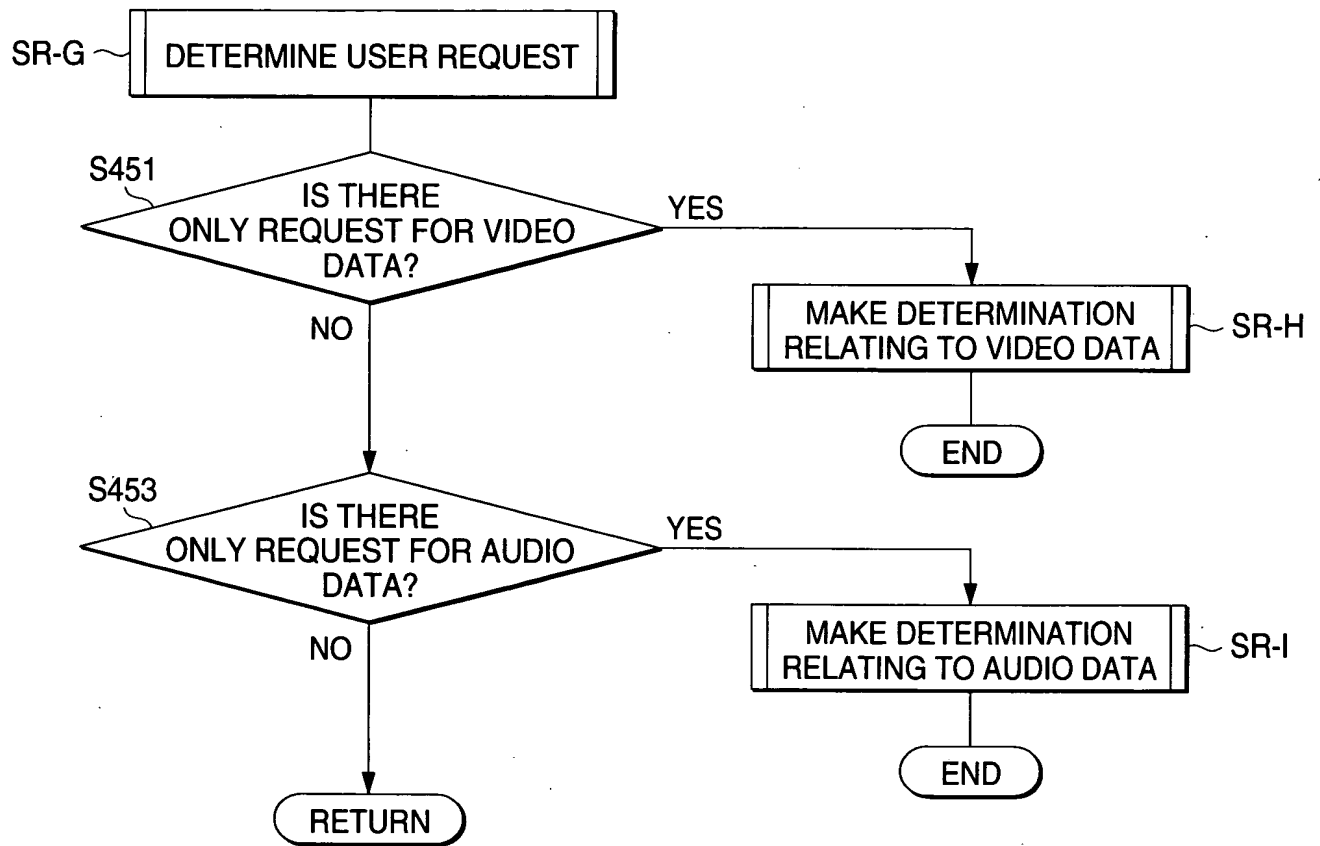 SR-G
DETERMINE USER REQUEST
S451
IS THERE
ONLY REQUEST FOR VIDEO
DATA?
YES
NO
MAKE DETERMINATION
RELATING TO VIDEO DATA
SR-H
END
S453
IS THERE
ONLY REQUEST FOR AUDIO
DATA?
YES
NO
MAKE DETERMINATION
RELATING TO AUDIO DATA
SR-I
END
RETURN